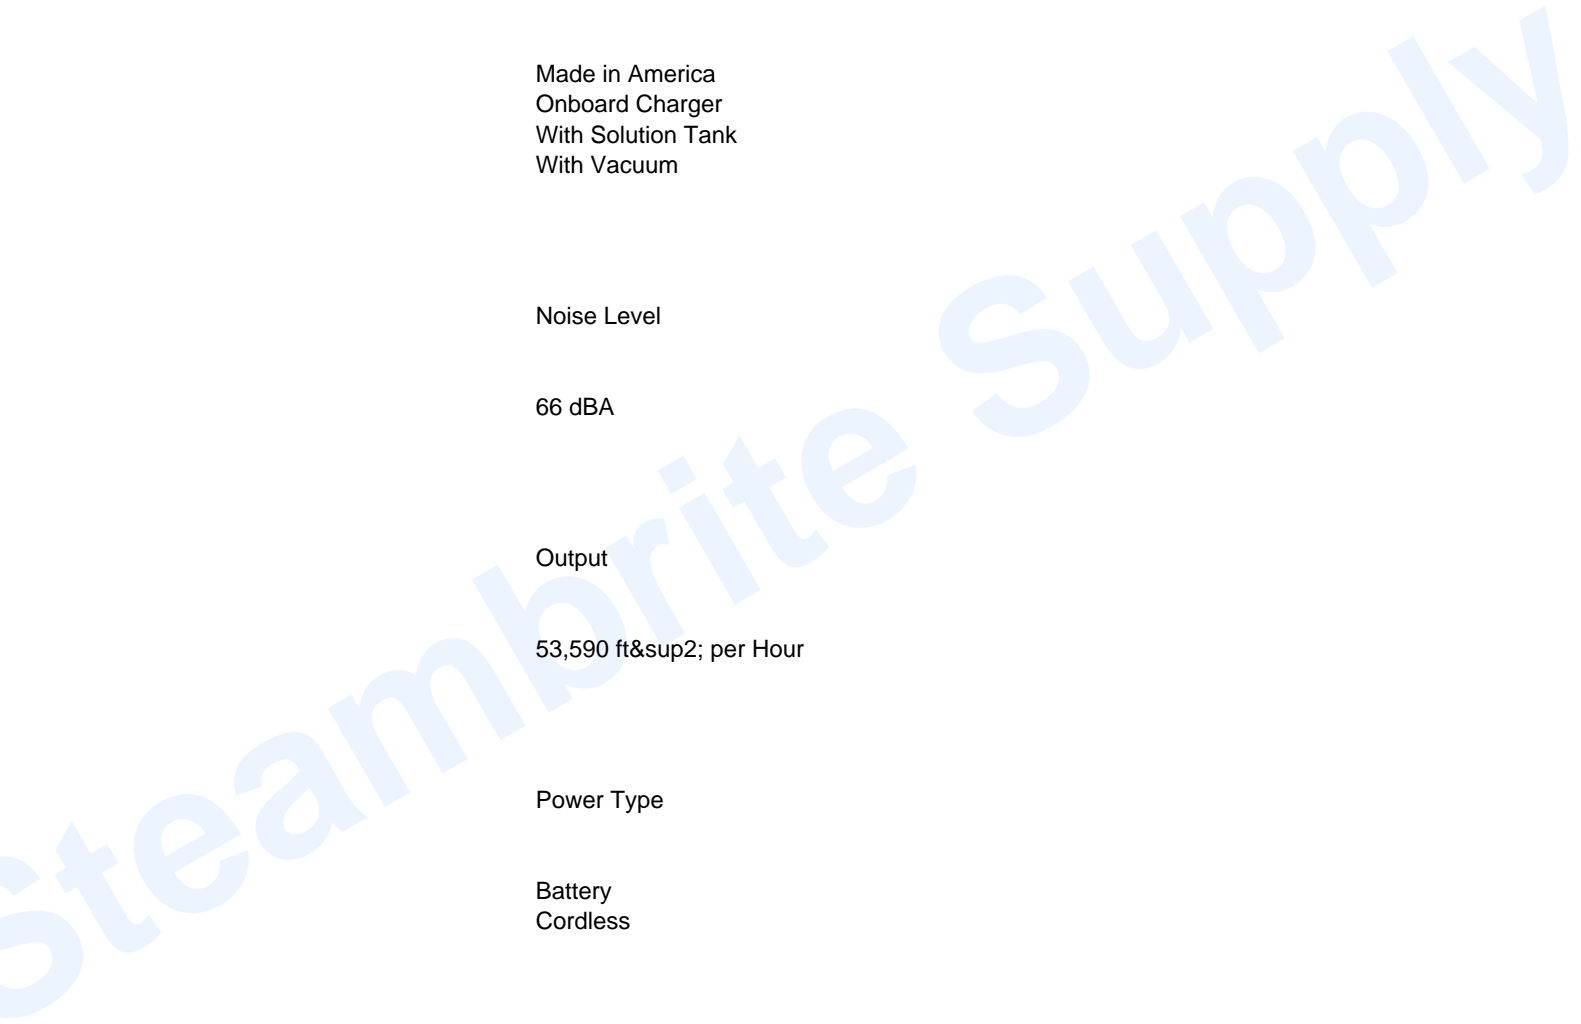 Made in America
Onboard Charger
With Solution Tank
With Vacuum
Noise Level
66 dBA
Output
53,590 ft&sup2; per Hour
Power Type
Battery
Cordless
Steambrite Supply